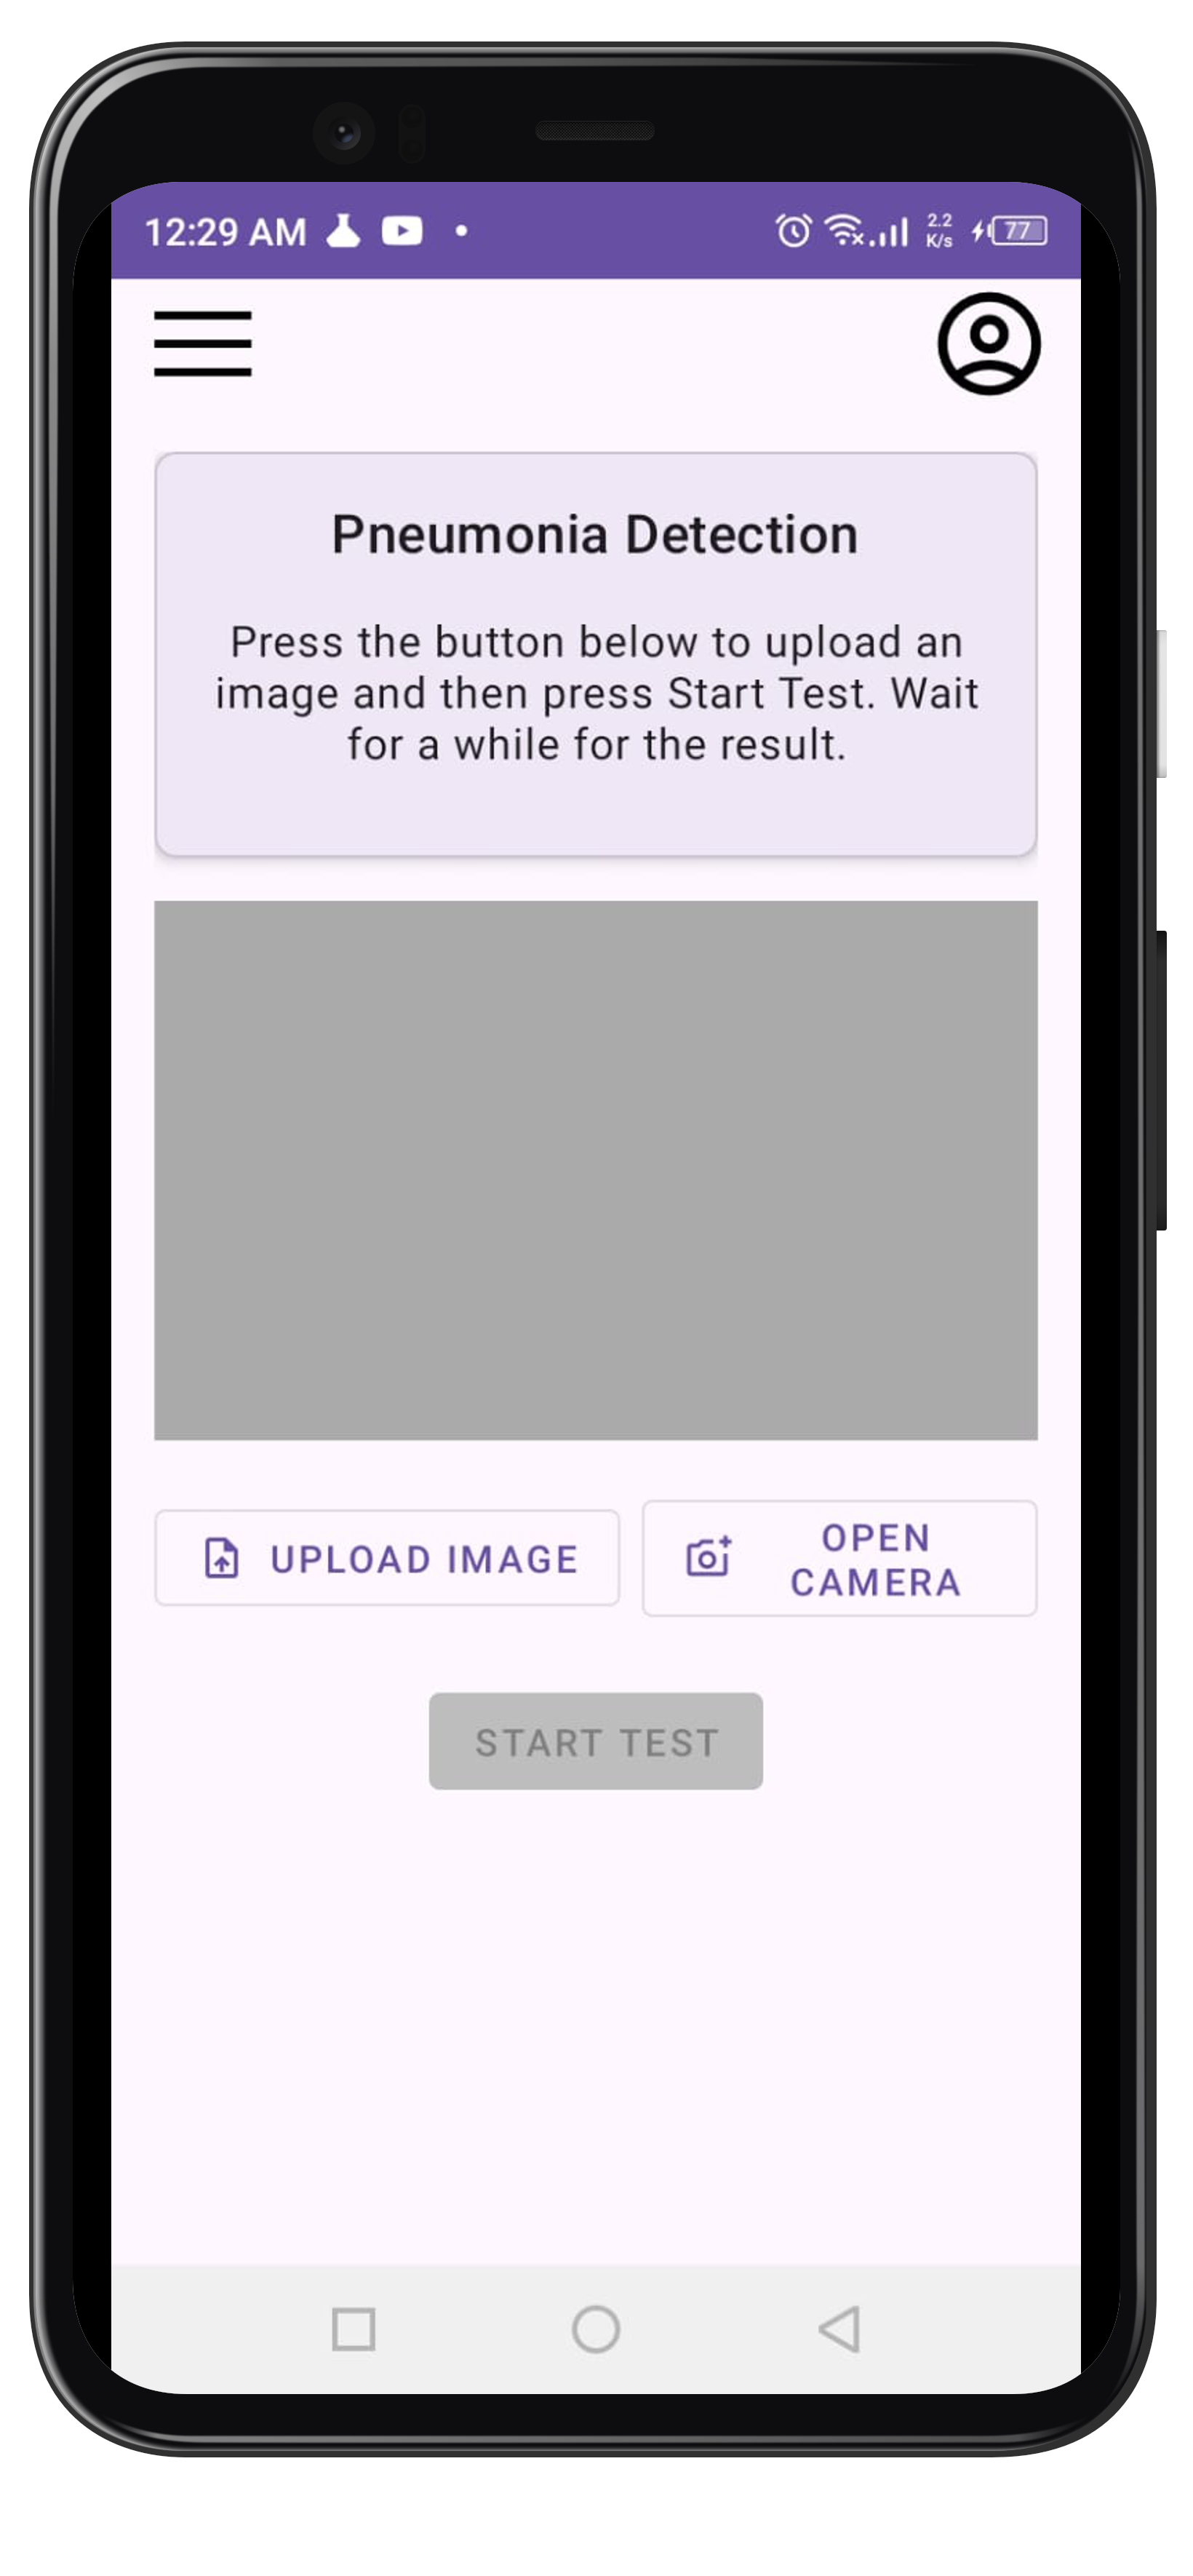 12:29 AM
2.2
K/s
77
Pneumonia Detection
Press the button below to upload an
image and then press Start Test. Wait
for a while for the result.
UPLOAD IMAGE
OPEN
CAMERA
START TEST